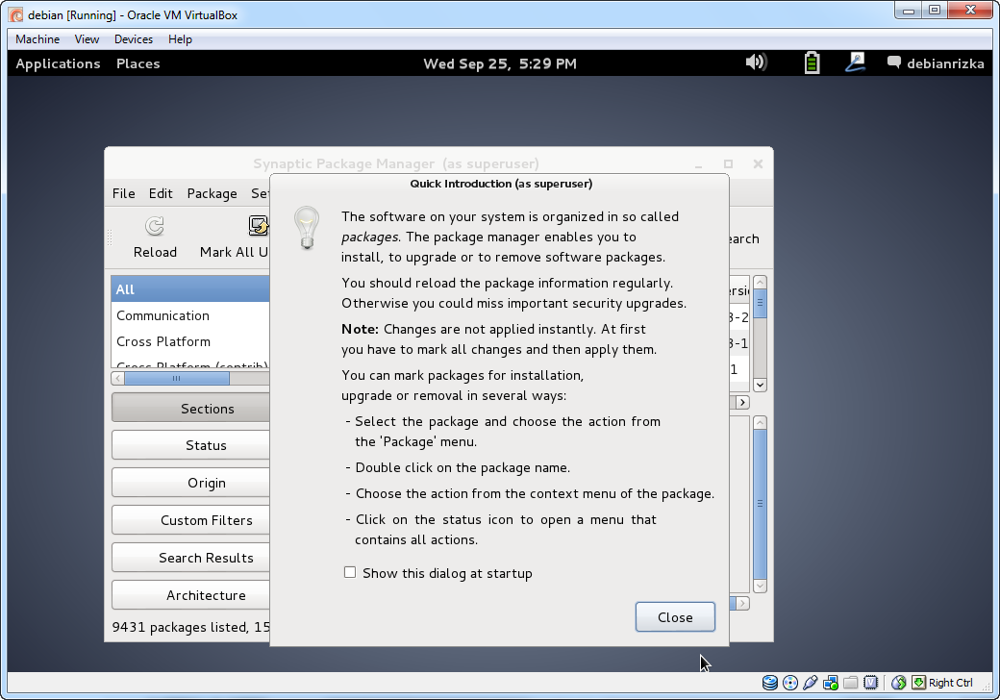 debian [Running] - Oracle VM VirtualBox
Machine View Devices Help
Applications Places Wed Sep 25, 5:29 PM debianrizka
Synaptic Package Manager (as superuser)
Quick Introduction (as superuser)
File Edit Package Se
Reload Mark All U earch
All
Communication
Cross Platform
Cross Platform (contrib)
Sections
Status
Origin
Custom Filters
Search Results
Architecture
9431 packages listed, 15
The software on your system is organized in so called
packages. The package manager enables you to
install, to upgrade or to remove software packages.
You should reload the package information regularly.
Otherwise you could miss important security upgrades.
Note: Changes are not applied instantly. At first
you have to mark all changes and then apply them.
You can mark packages for installation,
upgrade or removal in several ways:
- Select the package and choose the action from
the 'Package' menu.
- Double click on the package name.
- Choose the action from the context menu of the package.
- Click on the status icon to open a menu that
contains all actions.
Show this dialog at startup
Close
ersi
3-2
3-1
1
Right Ctrl